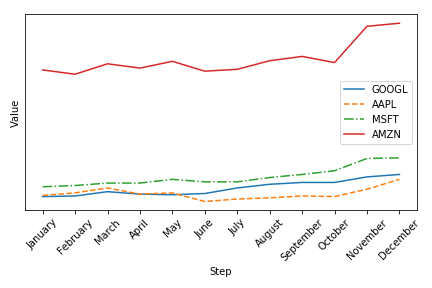 Value
GOOGL
AAPL
MSFT
AMZN
January
February
March
April
May
June
July
August
September
October
November
December
Step